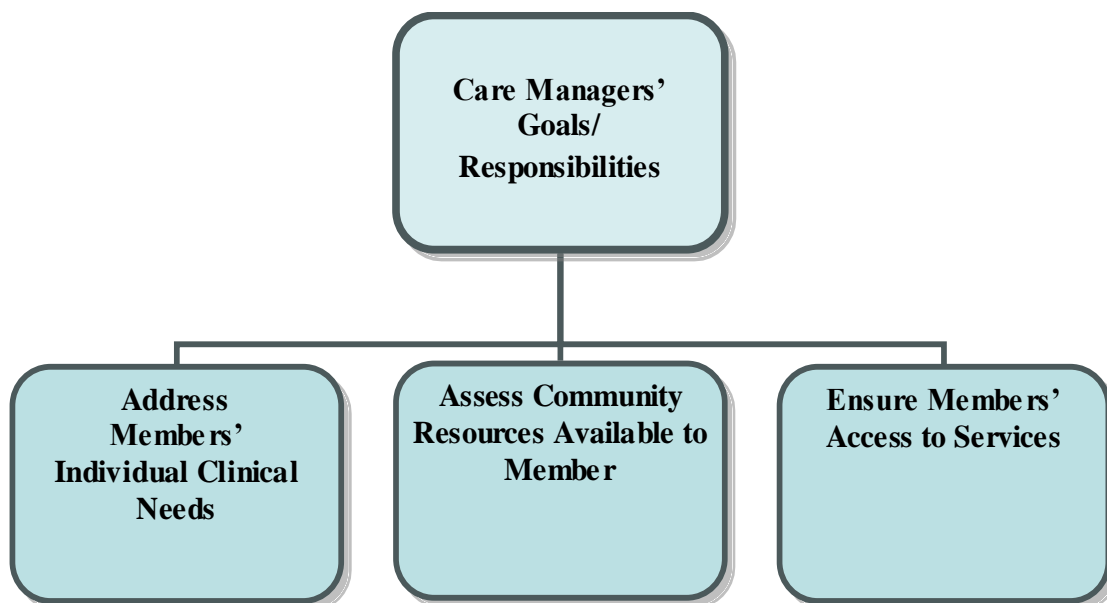 Care Managers’
Goals/
Responsibilities
Address
Members’
Individual Clinical
Needs
Assess Community
Resources Available to
Member
Ensure Members’
Access to Services